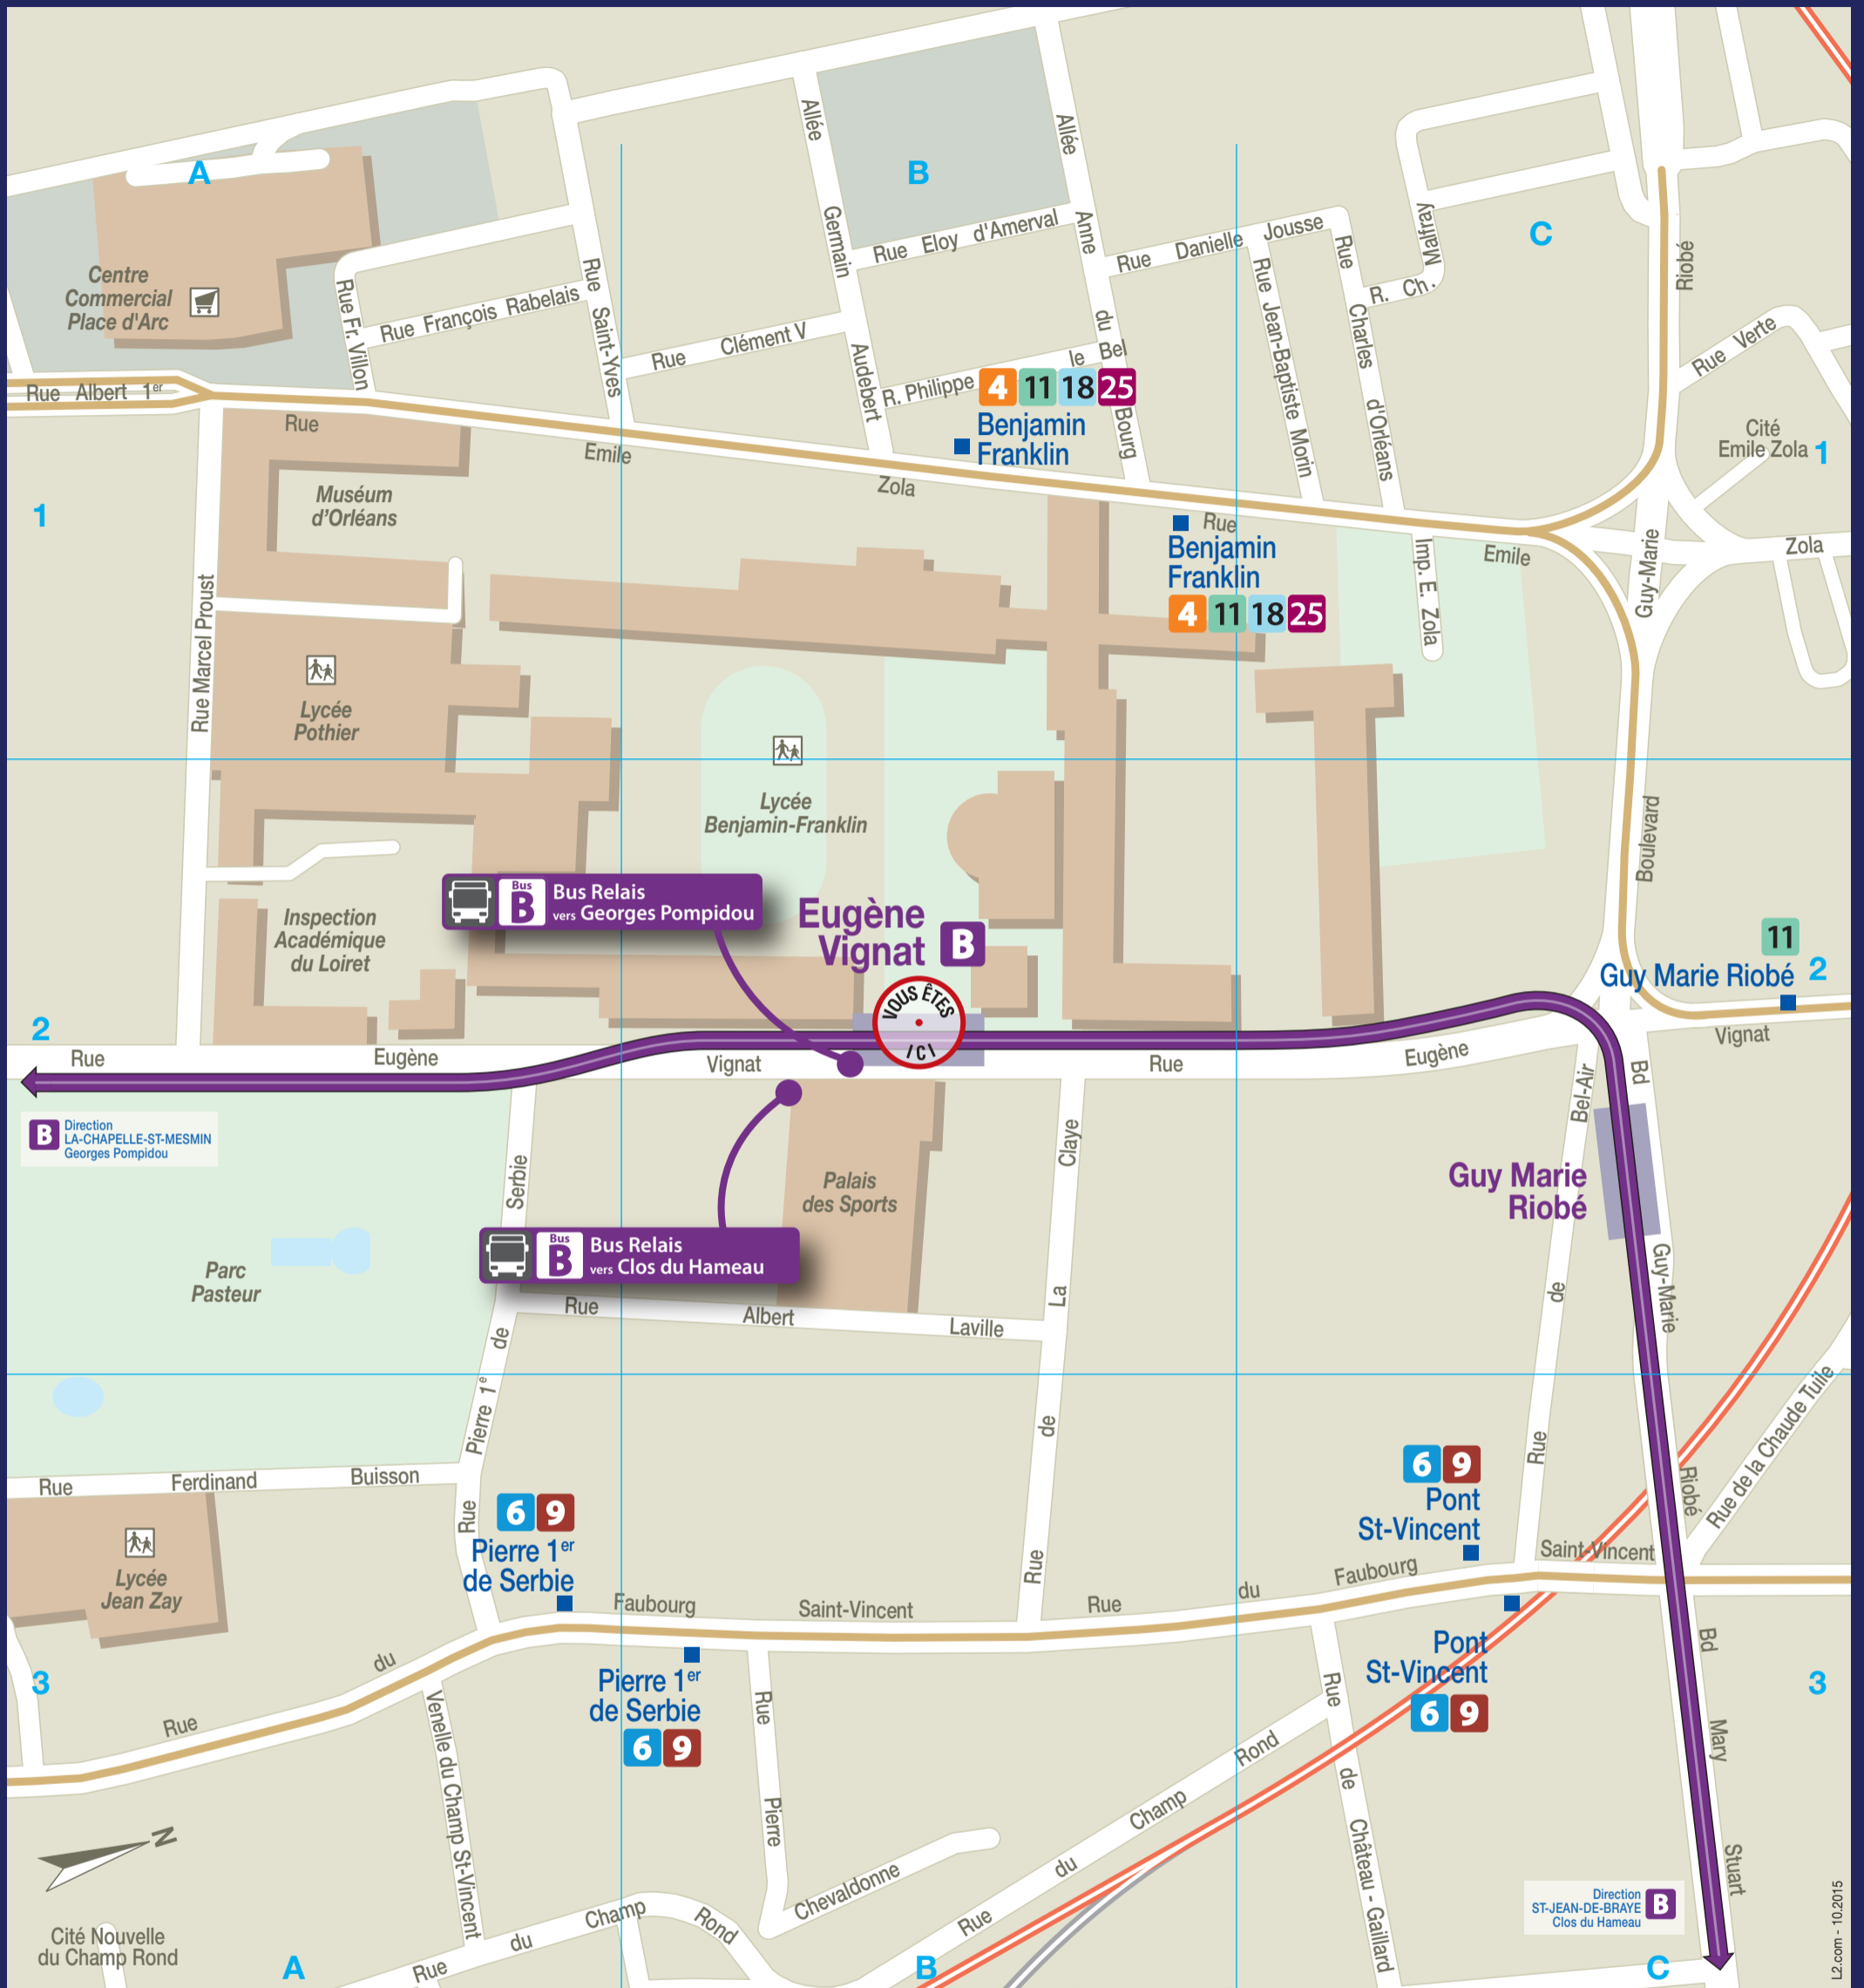 A
B
C
Allée
Germain
Audebert
Allée
Anne
du
Bourg
Rue Eloy d'Amerval
Rue Danielle Jousse
Rue Jean-Baptiste Morin
Rue Charles d'Orléans
R. Ch. Malfray
Riobé
Rue Verte
Centre
Commercial
Place d'Arc
Rue Fr. Villon
Rue François Rabelais
Rue Saint-Yves
Rue Clément V
R. Philippe le Bel
Rue Albert 1er
Rue Emile Zola
4 11 18 25
Benjamin
Franklin
Cité
Emile Zola
1
1
Muséum
d'Orléans
Rue
Emile
Zola
Benjamin
Franklin
4 11 18 25
Imp. E. Zola
Guy-Marie
Rue Marcel Proust
Lycée
Pothier
Lycée
Benjamin-Franklin
Boulevard
Inspection
Académique
du Loiret
Bus
B
Bus Relais
vers Georges Pompidou
Eugène
Vignat B
VOUS ÊTES
ICI
11
Guy Marie Riobé
2
2
Rue Eugène Vignat Rue Eugène Vignat
B
Direction
LA-CHAPELLE-ST-MESMIN
Georges Pompidou
Bd
Guy-Marie
Riobé
Rue de Bel-Air
Guy Marie
Riobé
Palais
des Sports
Rue de La Claye
Rue Pierre 1e de Serbie
Bus
B
Bus Relais
vers Clos du Hameau
Parc
Pasteur
Rue Albert Laville
Rue de la Chaude Tuile
Rue Ferdinand Buisson
Lycée
Jean Zay
6 9
Pierre 1er
de Serbie
6 9
Pont
St-Vincent
Rue du Faubourg Saint-Vincent Rue du Faubourg Saint-Vincent
Pierre 1er
de Serbie
6 9
Pont
St-Vincent
6 9
3
3
Venelle du Champ St-Vincent
Rue Pierre Chevaldonne
Rue du Champ Rond
Rue du Champ Rond
Rue de Château - Gaillard
Bd Mary Stuart
N
Cité Nouvelle
du Champ Rond
Direction
ST-JEAN-DE-BRAYE
Clos du Hameau
B
A
B
C
L2.com - 10.2015